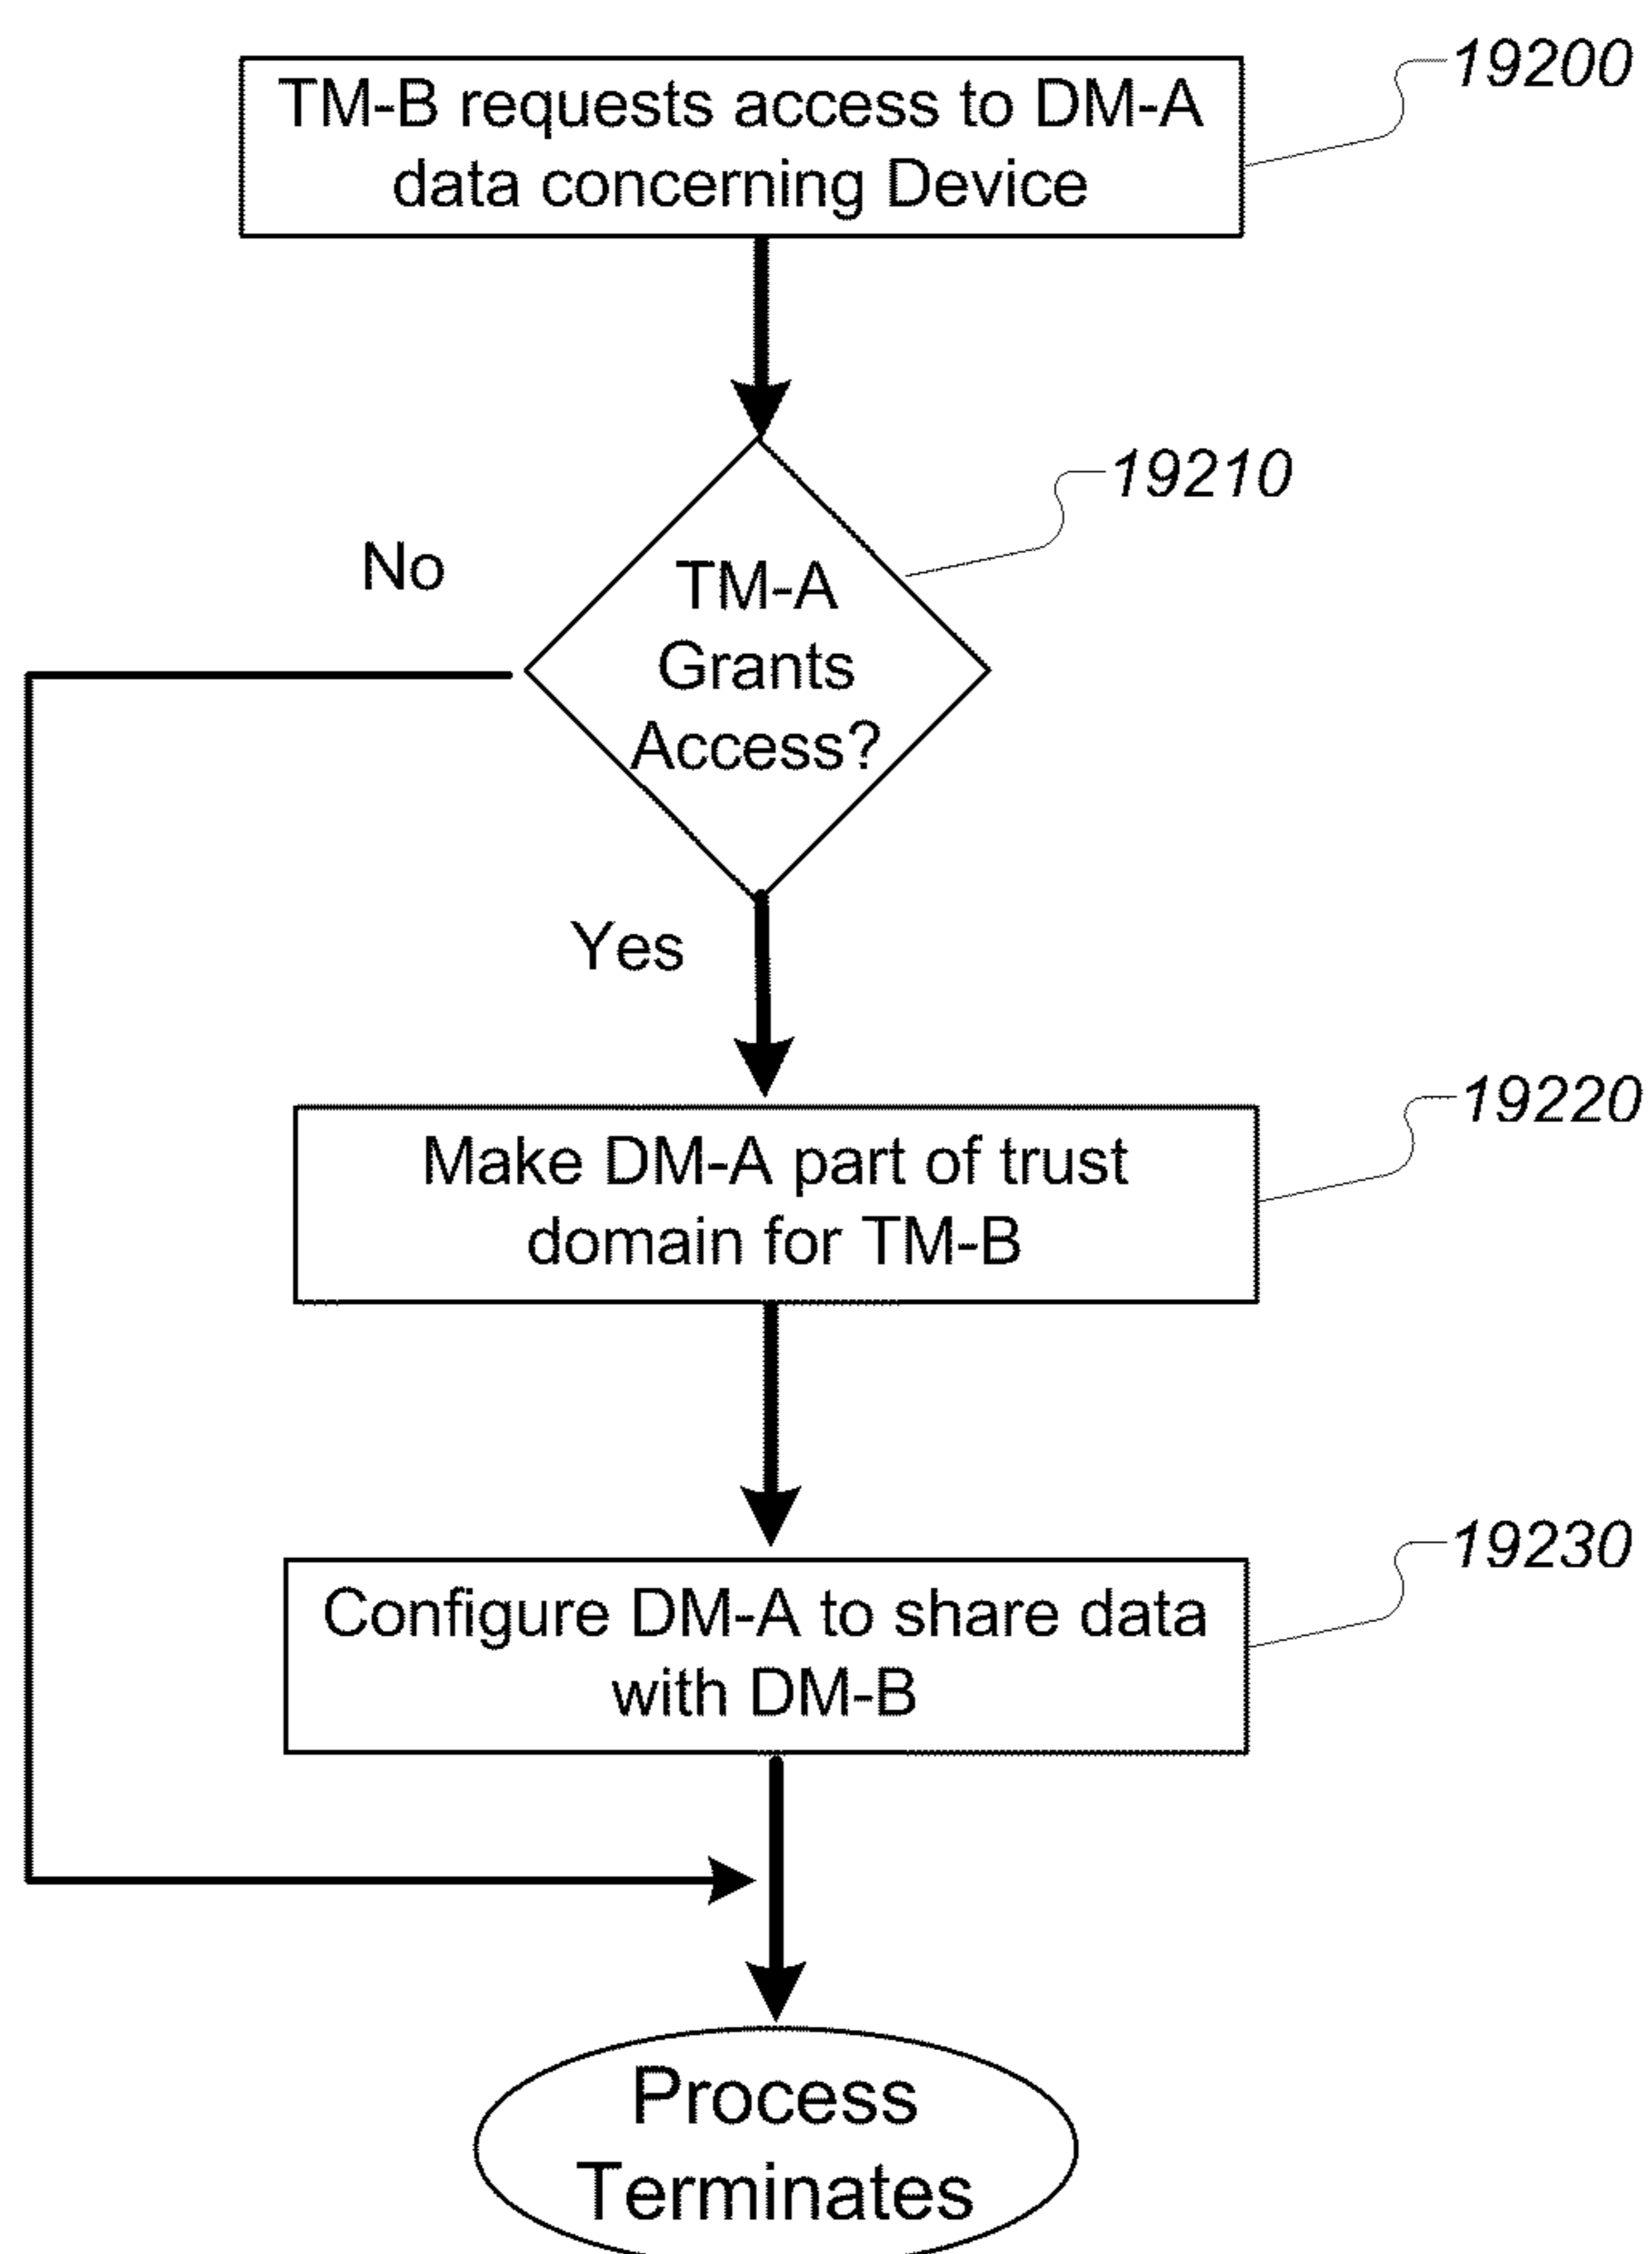 19200
TM-B requests access to DM-A
data concerning Device
19210
No
TM-A
Grants
Access?
Yes
19220
Make DM-A part of trust
domain for TM-B
19230
Configure DM-A to share data
with DM-B
Process
Terminates